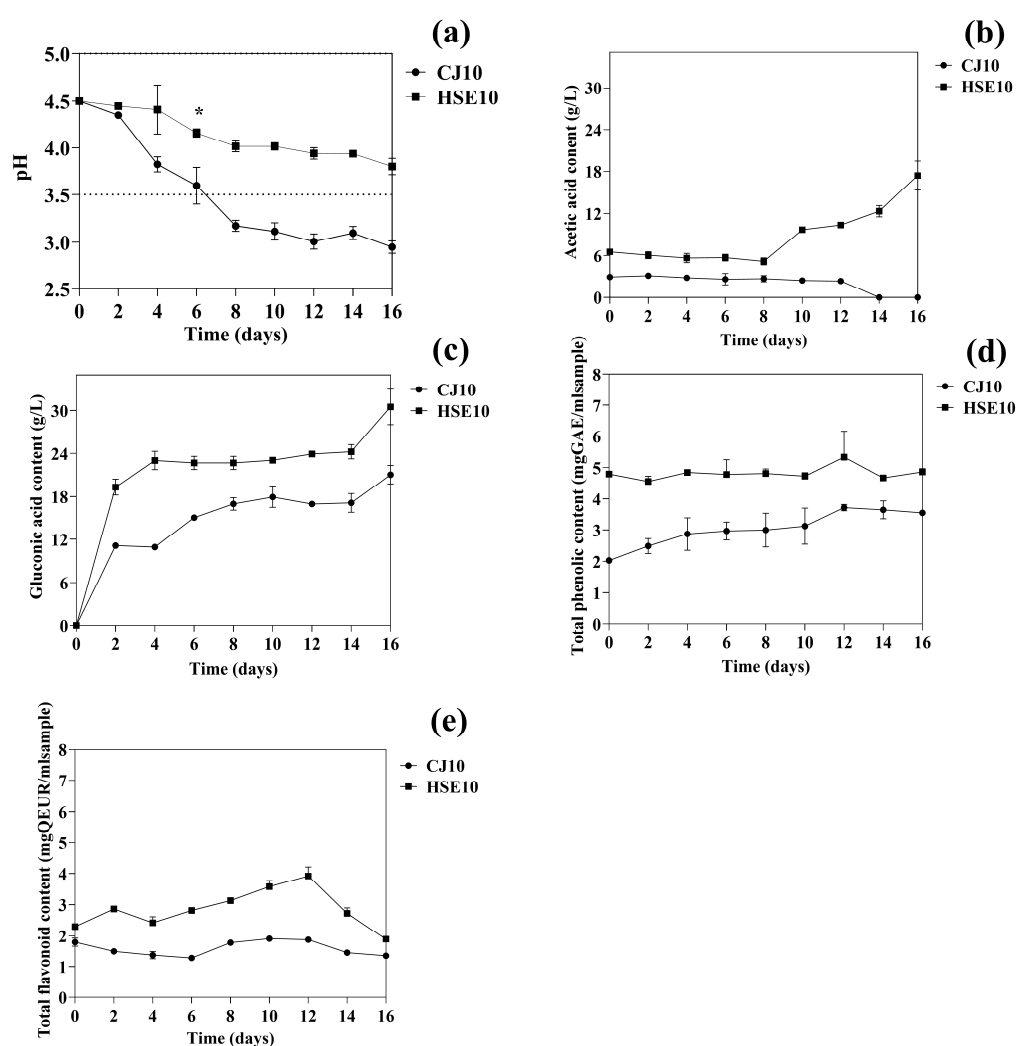 (a)
CJ10
HSE10
pH
5.0
4.5
4.0
3.5
3.0
2.5
*
0 2 4 6 8 10 12 14 16
Time (days)
(b)
CJ10
HSE10
Acetic acid conent (g/L)
30
24
18
12
6
0
0 2 4 6 8 10 12 14 16
Time (days)
(c)
CJ10
HSE10
Gluconic acid content (g/L)
30
24
18
12
6
0
0 2 4 6 8 10 12 14 16
Time (days)
(d)
CJ10
HSE10
Total phenolic content (mgGAE/mlsample)
8
7
6
5
4
3
2
1
0
0 2 4 6 8 10 12 14 16
Time (days)
(e)
CJ10
HSE10
Total flavonoid content (mgQEUR/mlsample)
8
7
6
5
4
3
2
1
0
0 2 4 6 8 10 12 14 16
Time (days)